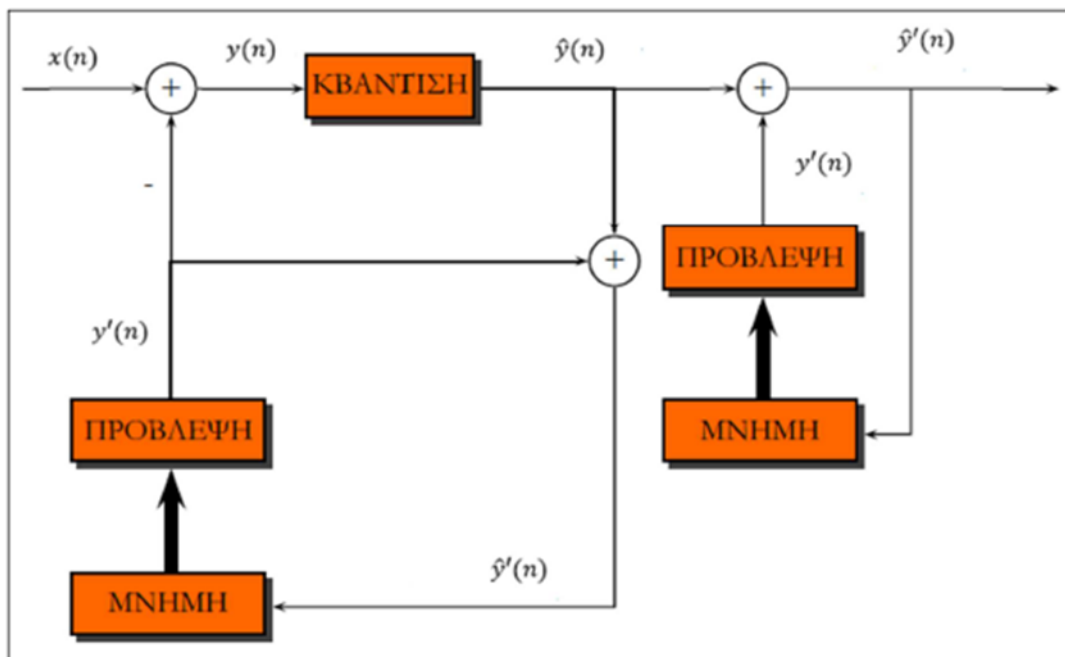 x(n)
y(n)
ŷ(n)
ŷ′(n)
+
ΚΒΑΝΤΙΣΗ
+
y′(n)
-
ΠΡΟΒΛΕΨΗ
+
y′(n)
ΠΡΟΒΛΕΨΗ
ΜΝΗΜΗ
ŷ′(n)
ΜΝΗΜΗ